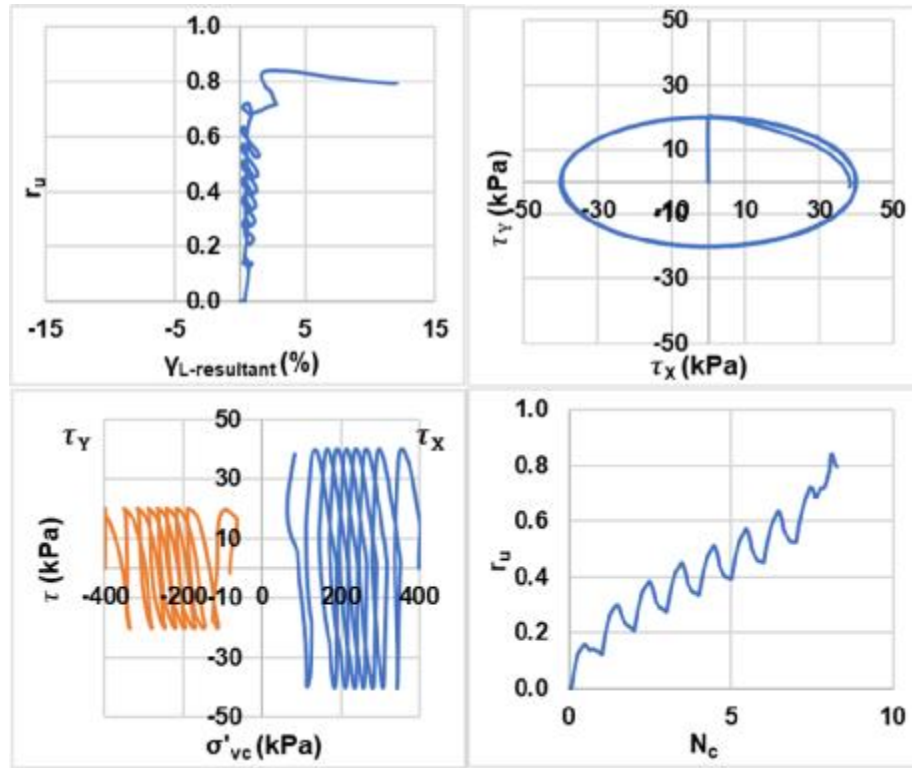 1.0
0.8
0.6
0.4
0.2
0.0
r_u
-15 -5 5 15
γ_L-resultant (%)
50
30
10
-50 -30 -10 10 30 50
-10
-30
-50
τ_Y (kPa)
τ_X (kPa)
τ_Y τ_X
50
30
10
-400 -200 0 200 400
-10
-30
-50
τ (kPa)
σ'_vc (kPa)
1.0
0.8
0.6
0.4
0.2
0.0
r_u
0 5 10
N_c